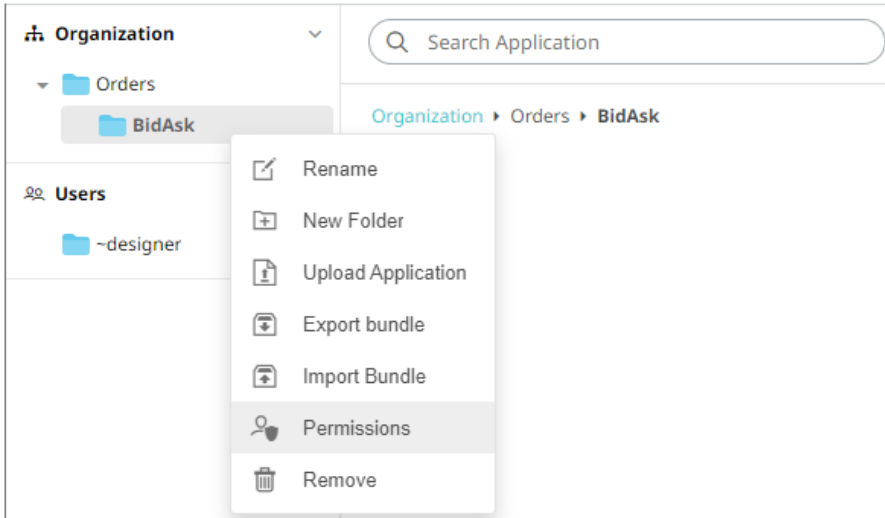 Organization
Orders
BidAsk
Users
~designer
Search Application
Organization ▸ Orders ▸ BidAsk
Rename
New Folder
Upload Application
Export bundle
Import Bundle
Permissions
Remove